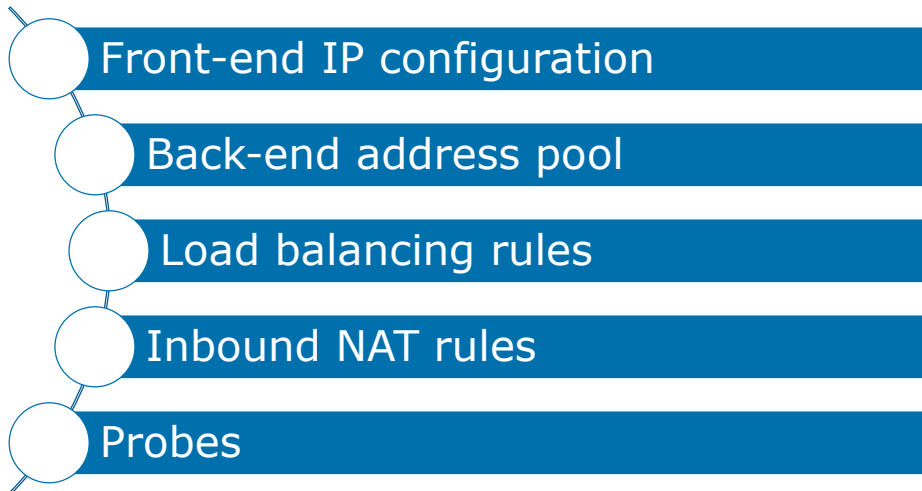 Front-end IP configuration
Back-end address pool
Load balancing rules
Inbound NAT rules
Probes